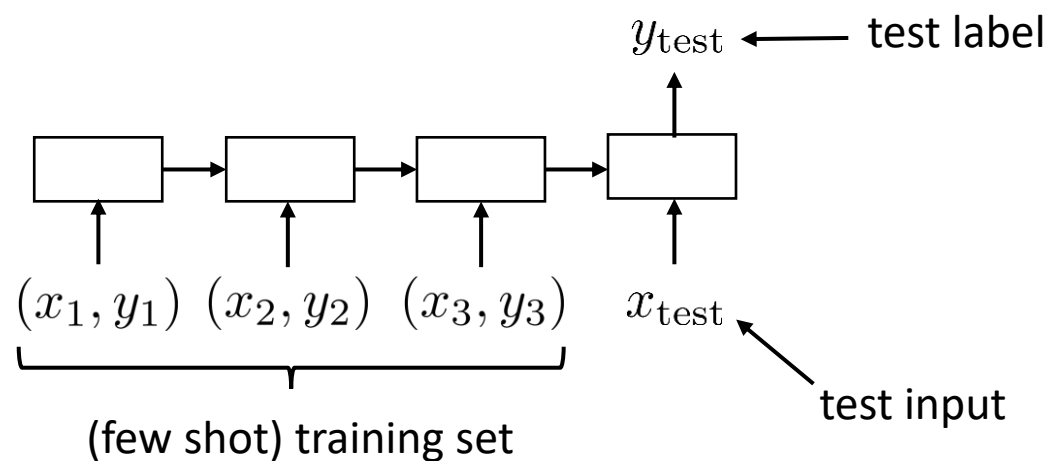 y_test
test label
(x_1, y_1) (x_2, y_2) (x_3, y_3) x_test
test input
(few shot) training set